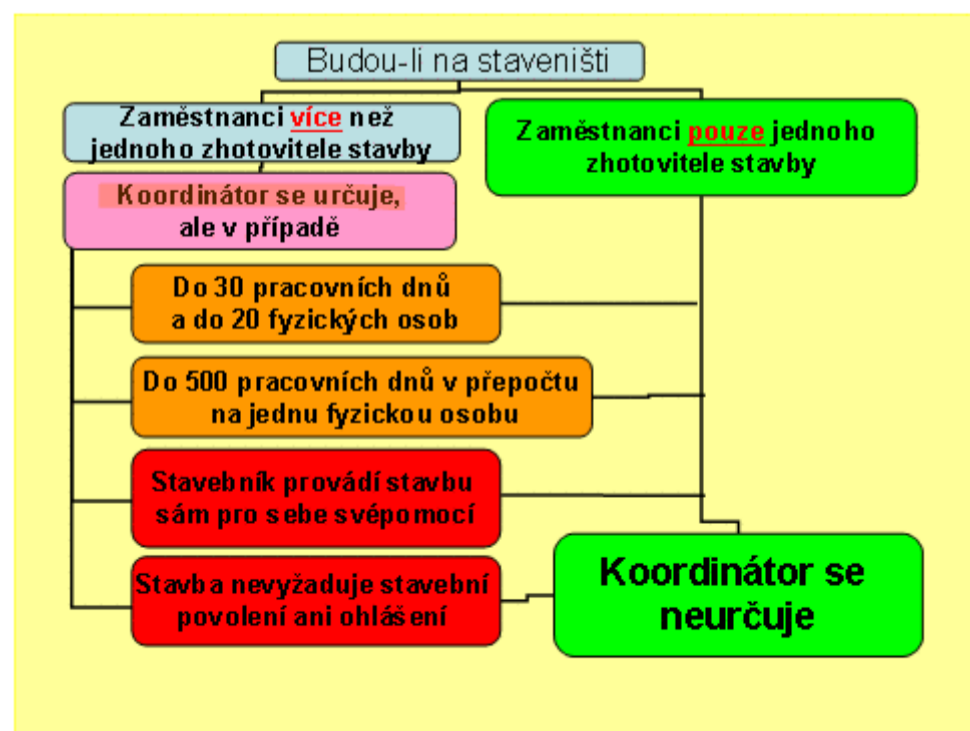 Budou-li na staveništi
Zaměstnanci více než
jednoho zhotovitele stavby
Zaměstnanci pouze jednoho
zhotovitele stavby
Koordinátor se určuje,
ale v případě
Do 30 pracovních dnů
a do 20 fyzických osob
Do 500 pracovních dnů v přepočtu
na jednu fyzickou osobu
Stavebník provádí stavbu
sám pro sebe svépomocí
Stavba nevyžaduje stavební
povolení ani ohlášení
Koordinátor se
neurčuje